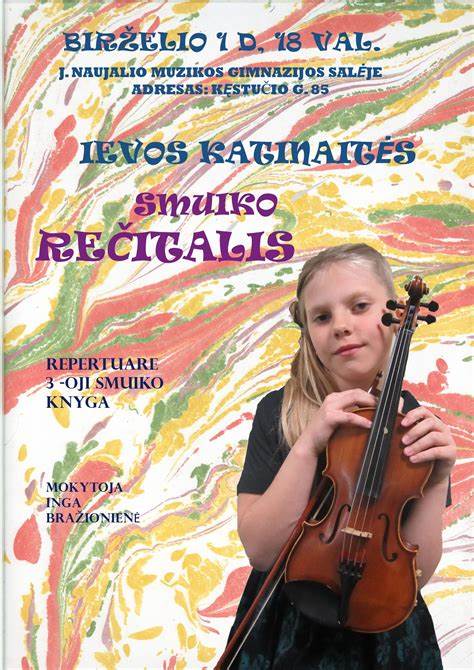 BIRŽELIO 1 D, 18 VAL.
J. NAUJALIO MUZIKOS GIMNAZIJOS SALĖJE
ADRESAS: KĘSTUČIO G. 85
IEVOS KATINAITĖS
SMUIKO
REČITALIS
REPERTUARE
3 -OJI SMUIKO
KNYGA
MOKYTOJA
INGA
BRAŽIONIENĖ